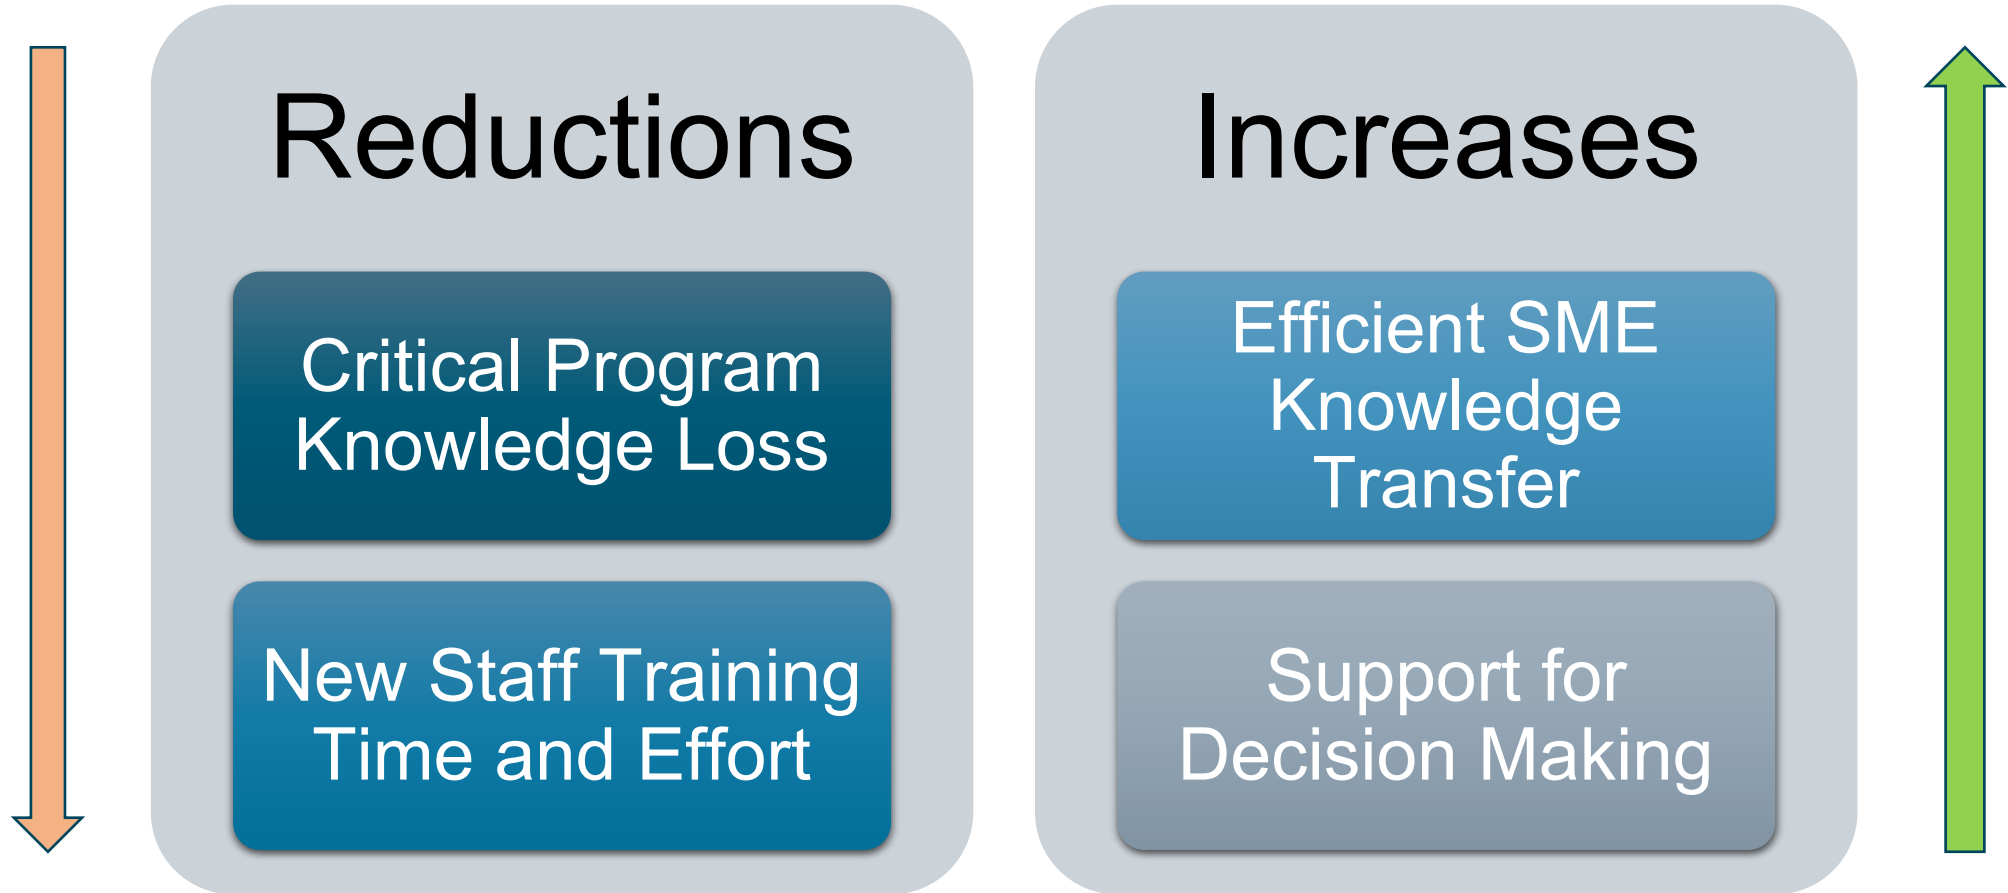 Reductions
Critical Program
Knowledge Loss
New Staff Training
Time and Effort
Increases
Efficient SME
Knowledge
Transfer
Support for
Decision Making